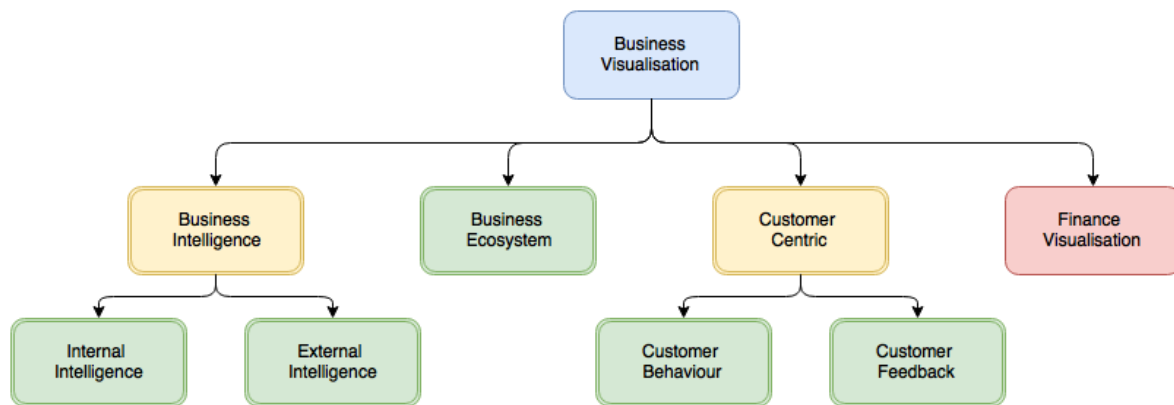 Business
Visualisation
Business
Intelligence
Business
Ecosystem
Customer
Centric
Finance
Visualisation
Internal
Intelligence
External
Intelligence
Customer
Behaviour
Customer
Feedback